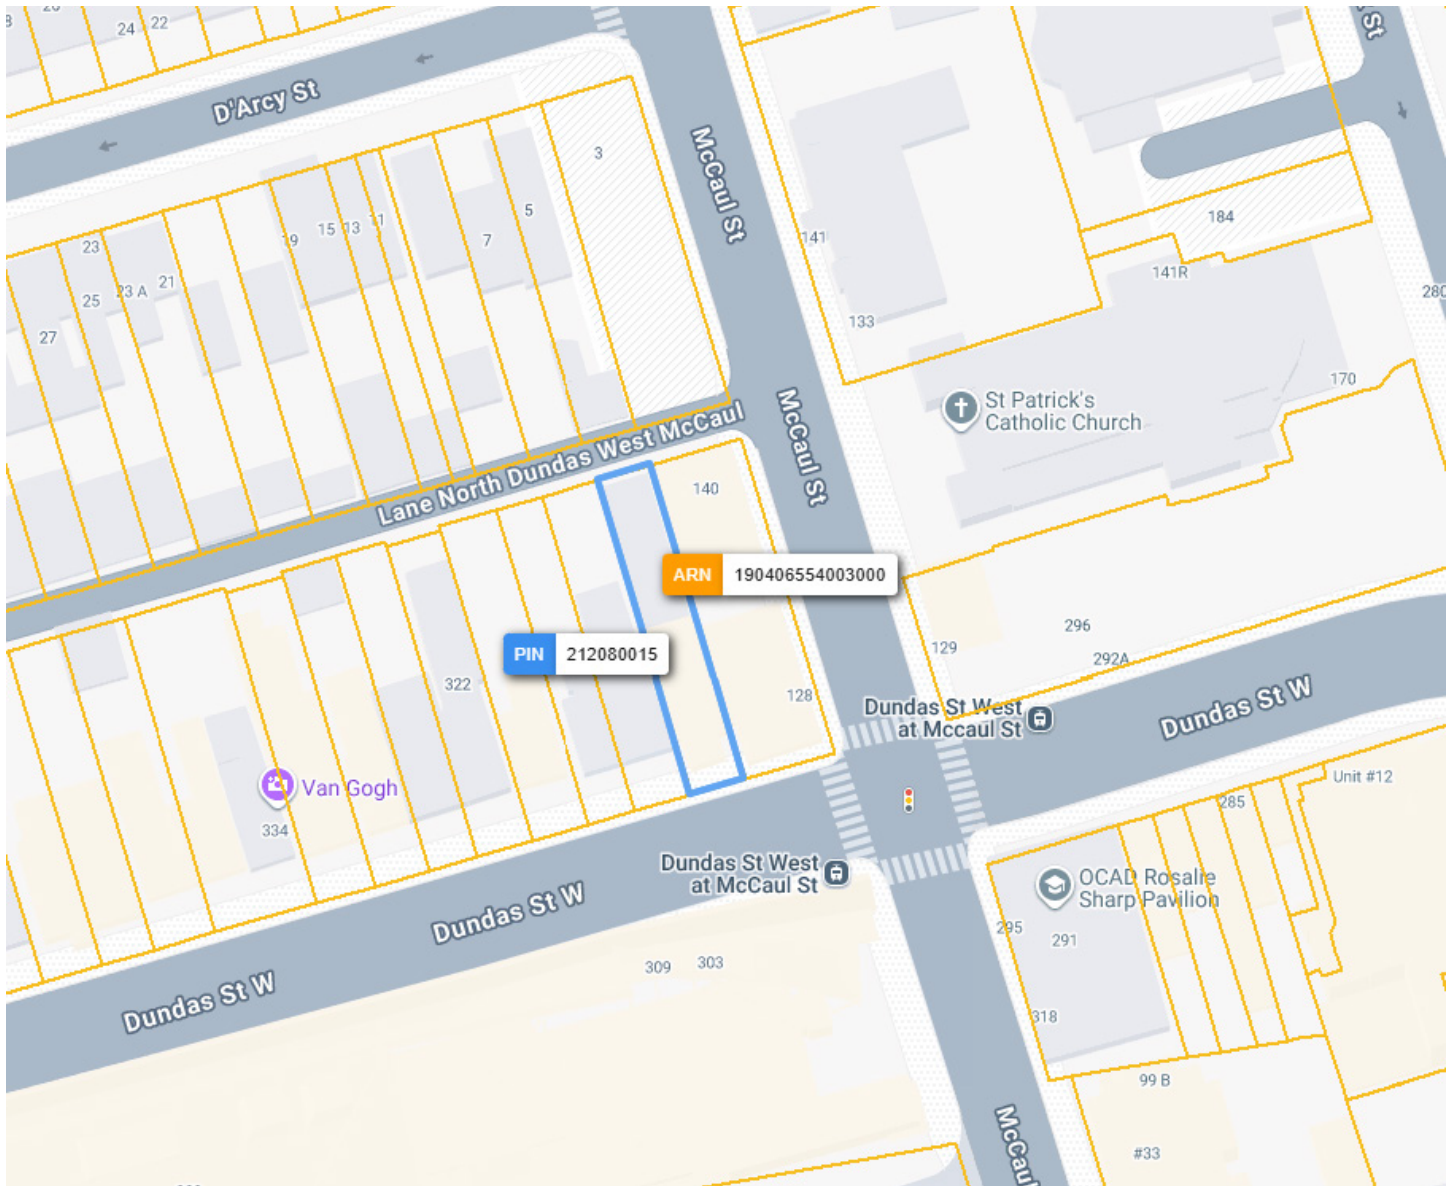 24
22
D'Arcy St
3
McCaul St
5
7
15
13
11
19
23
21
23 A
25
27
141
133
184
141R
280
170
St Patrick's
Catholic Church
McCaul St
Lane North Dundas West McCaul
140
ARN 190406554003000
PIN 212080015
322
128
129
296
292A
Dundas St West
at Mccaul St
Dundas St W
Van Gogh
334
Unit #12
285
Dundas St West
at McCaul St
OCAD Rosalie
Sharp Pavilion
295
291
Dundas St W
309
303
Dundas St W
318
99 B
#33
McCaul